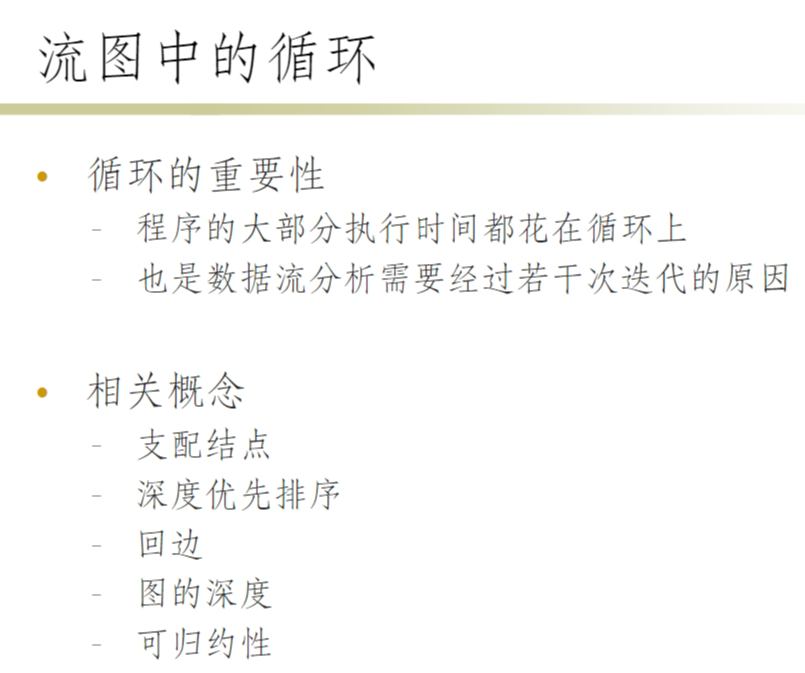 流图中的循环
• 循环的重要性
- 程序的大部分执行时间都花在循环上
- 也是数据流分析需要经过若干次迭代的原因
• 相关概念
- 支配结点
- 深度优先排序
- 回边
- 图的深度
- 可归约性